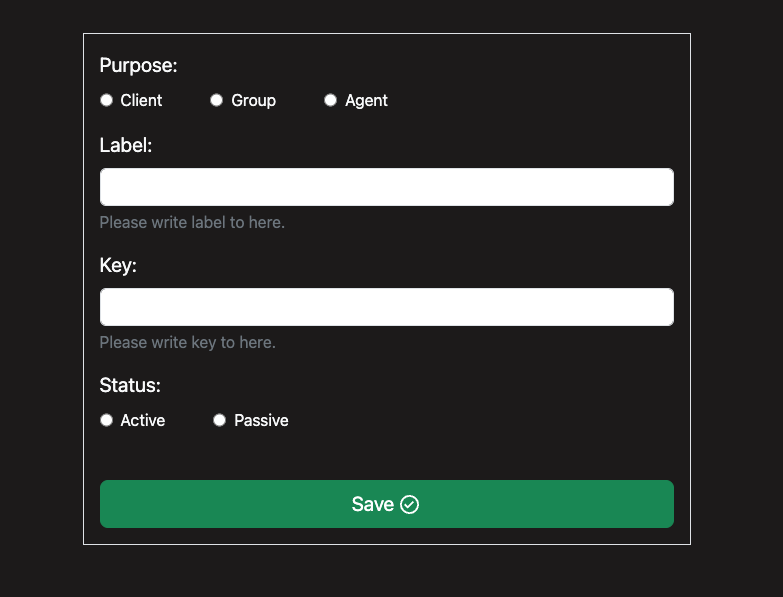 Purpose:
Client Group Agent
Label:
Please write label to here.
Key:
Please write key to here.
Status:
Active Passive
Save